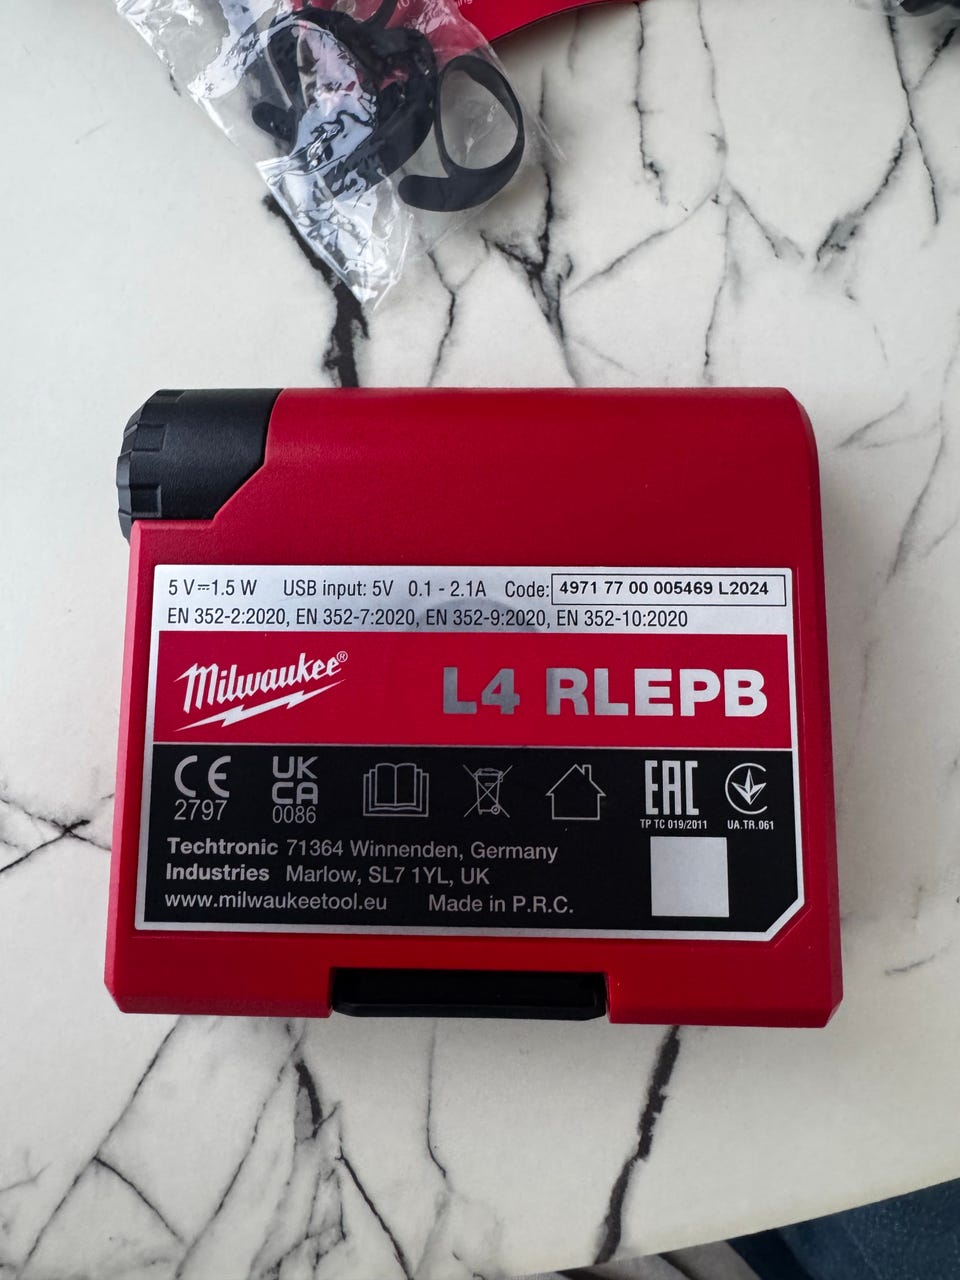 5 V⎓1.5 W USB input: 5V 0.1 - 2.1A Code: 4971 77 00 005469 L2024
EN 352-2:2020, EN 352-7:2020, EN 352-9:2020, EN 352-10:2020
Milwaukee® L4 RLEPB
CE UK CA EAC
2797 0086 TP TC 019/2011 UA.TR.061
Techtronic 71364 Winnenden, Germany
Industries Marlow, SL7 1YL, UK
www.milwaukeetool.eu Made in P.R.C.